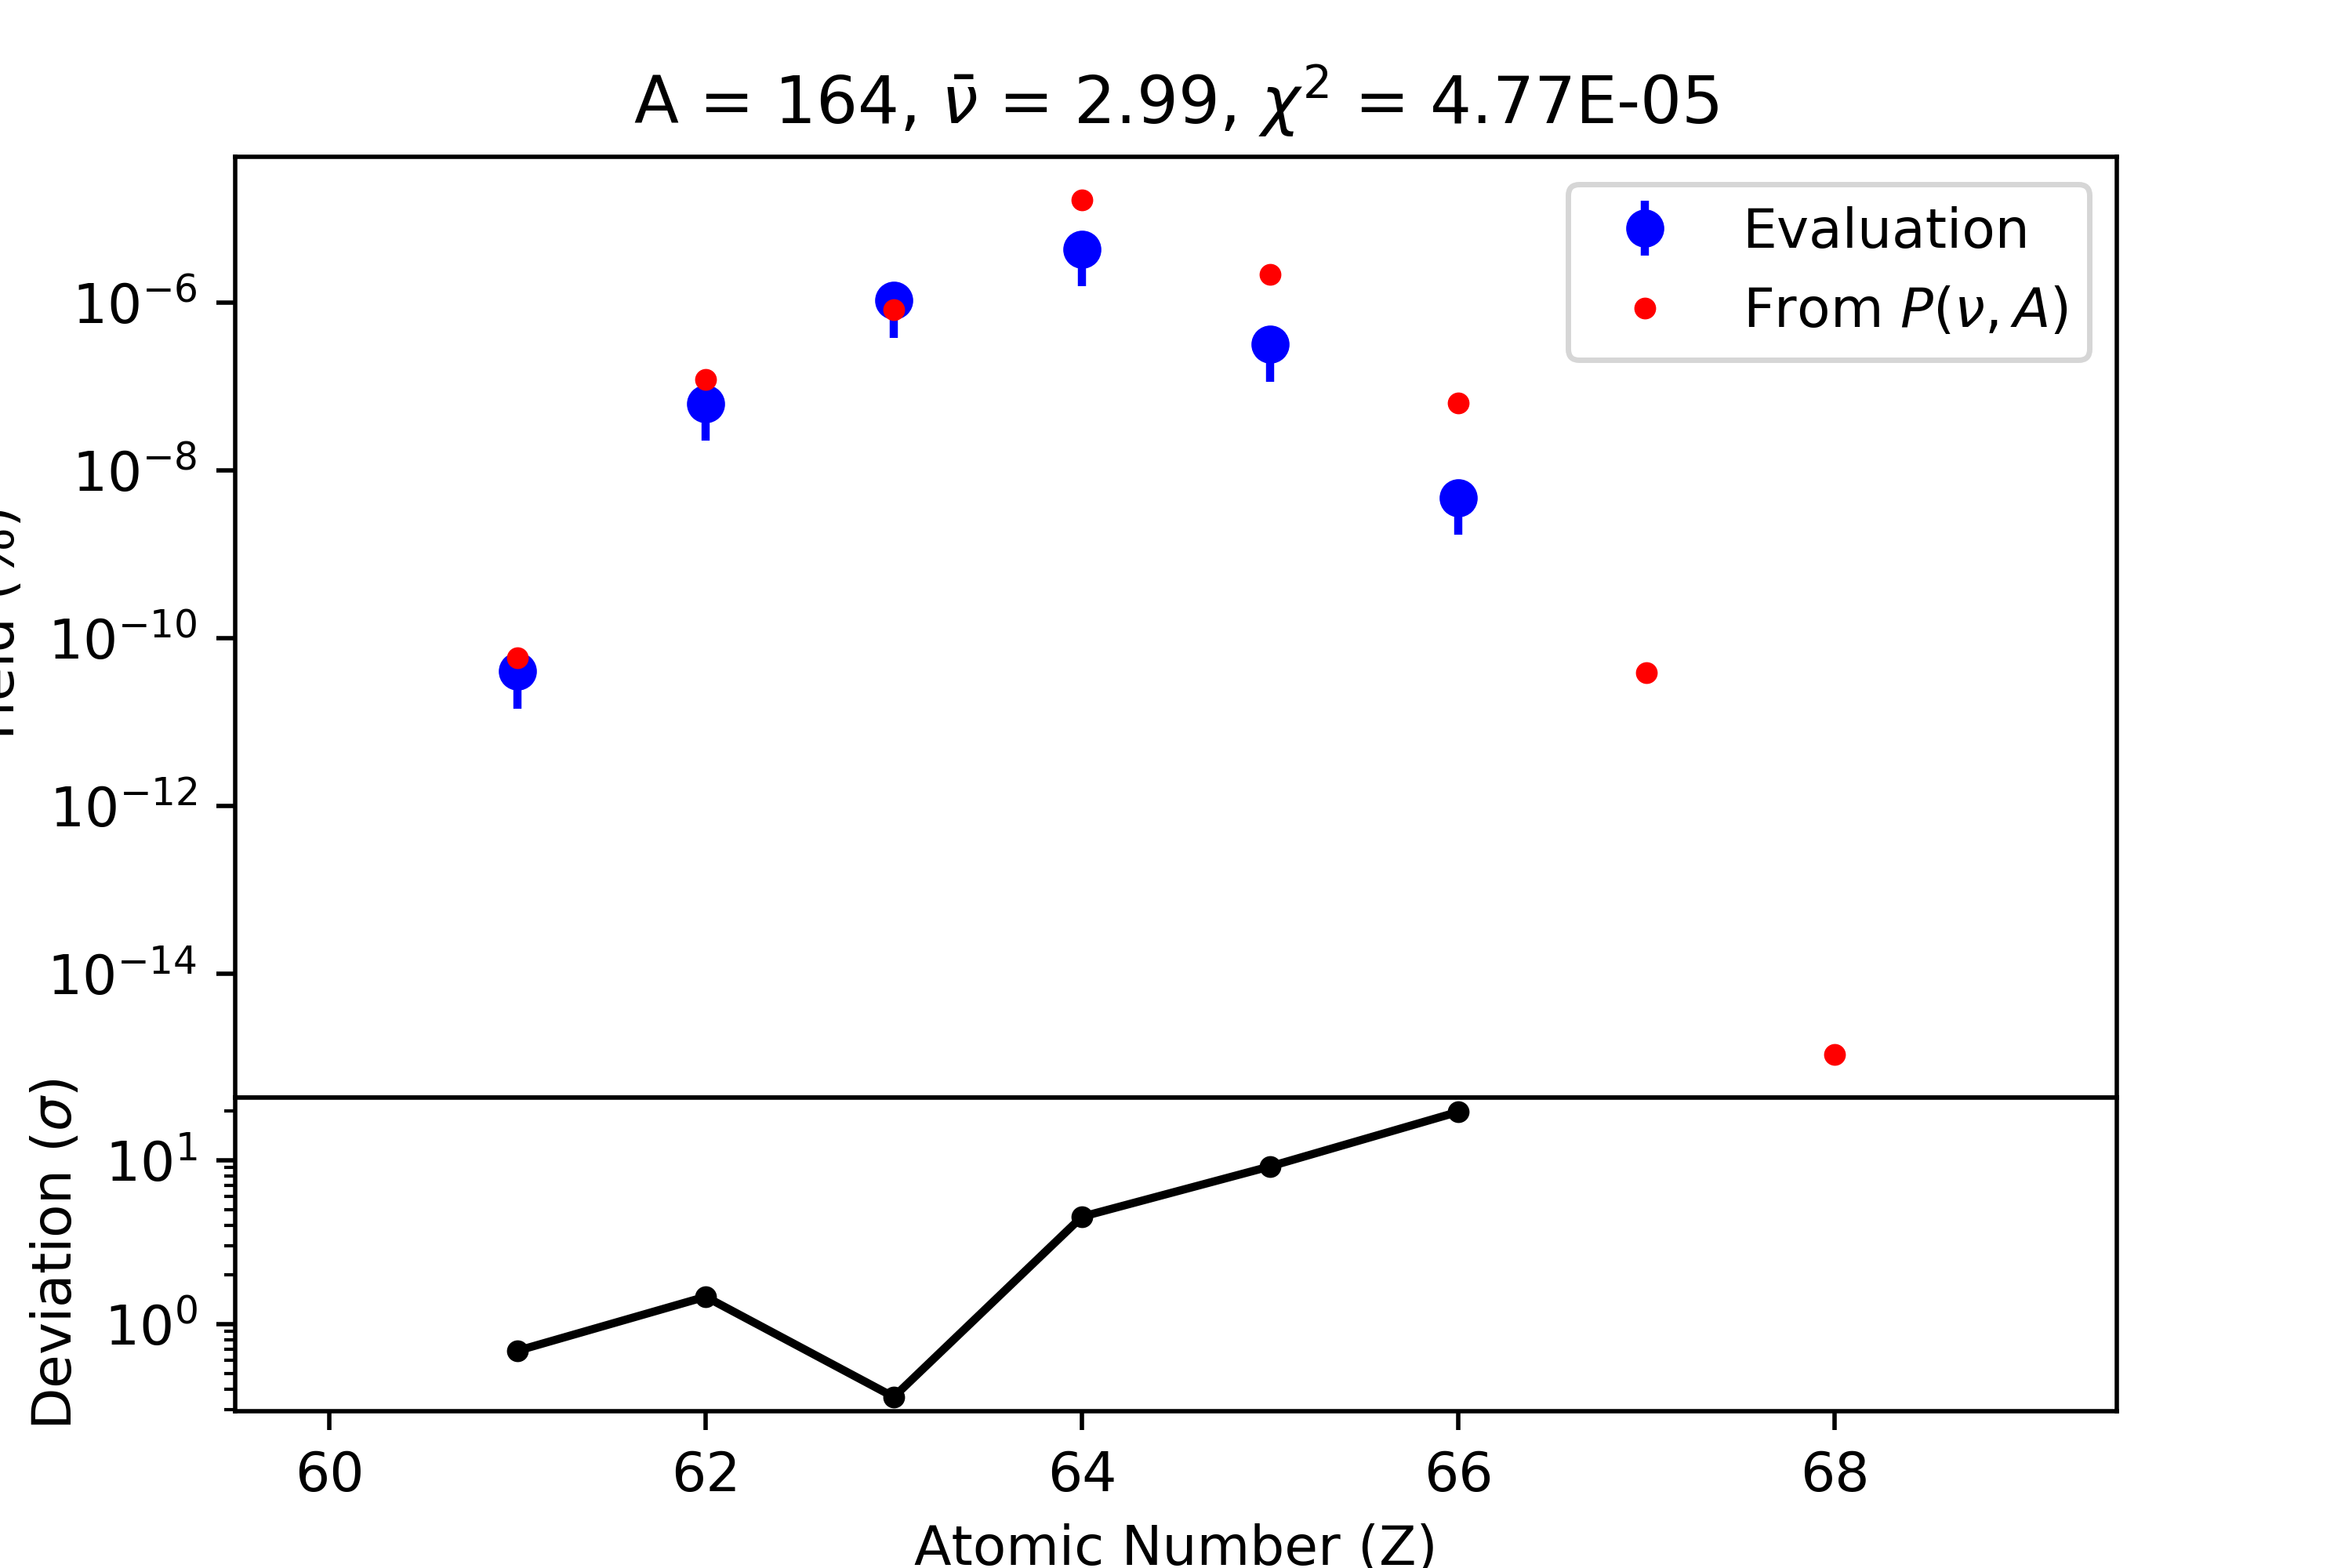 A = 164, ν̄ = 2.99, χ² = 4.77E-05
Evaluation
From P(ν, A)
10⁻⁶
10⁻⁸
10⁻¹⁰
10⁻¹²
10⁻¹⁴
(%)
Deviation (σ)
10¹
10⁰
60 62 64 66 68
Atomic Number (Z)